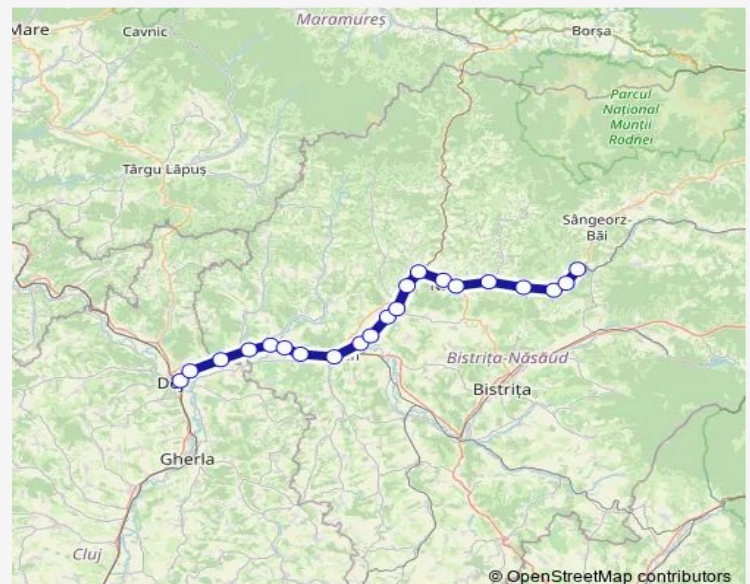 Mare
Cavnic
Maramureș
Borșa
Parcul
Național
Munții
Rodnei
Târgu Lăpuș
Sângeorz-
Băi
Bistrița-Năsăud
Bistrița
Gherla
Cluj
© OpenStreetMap contributors